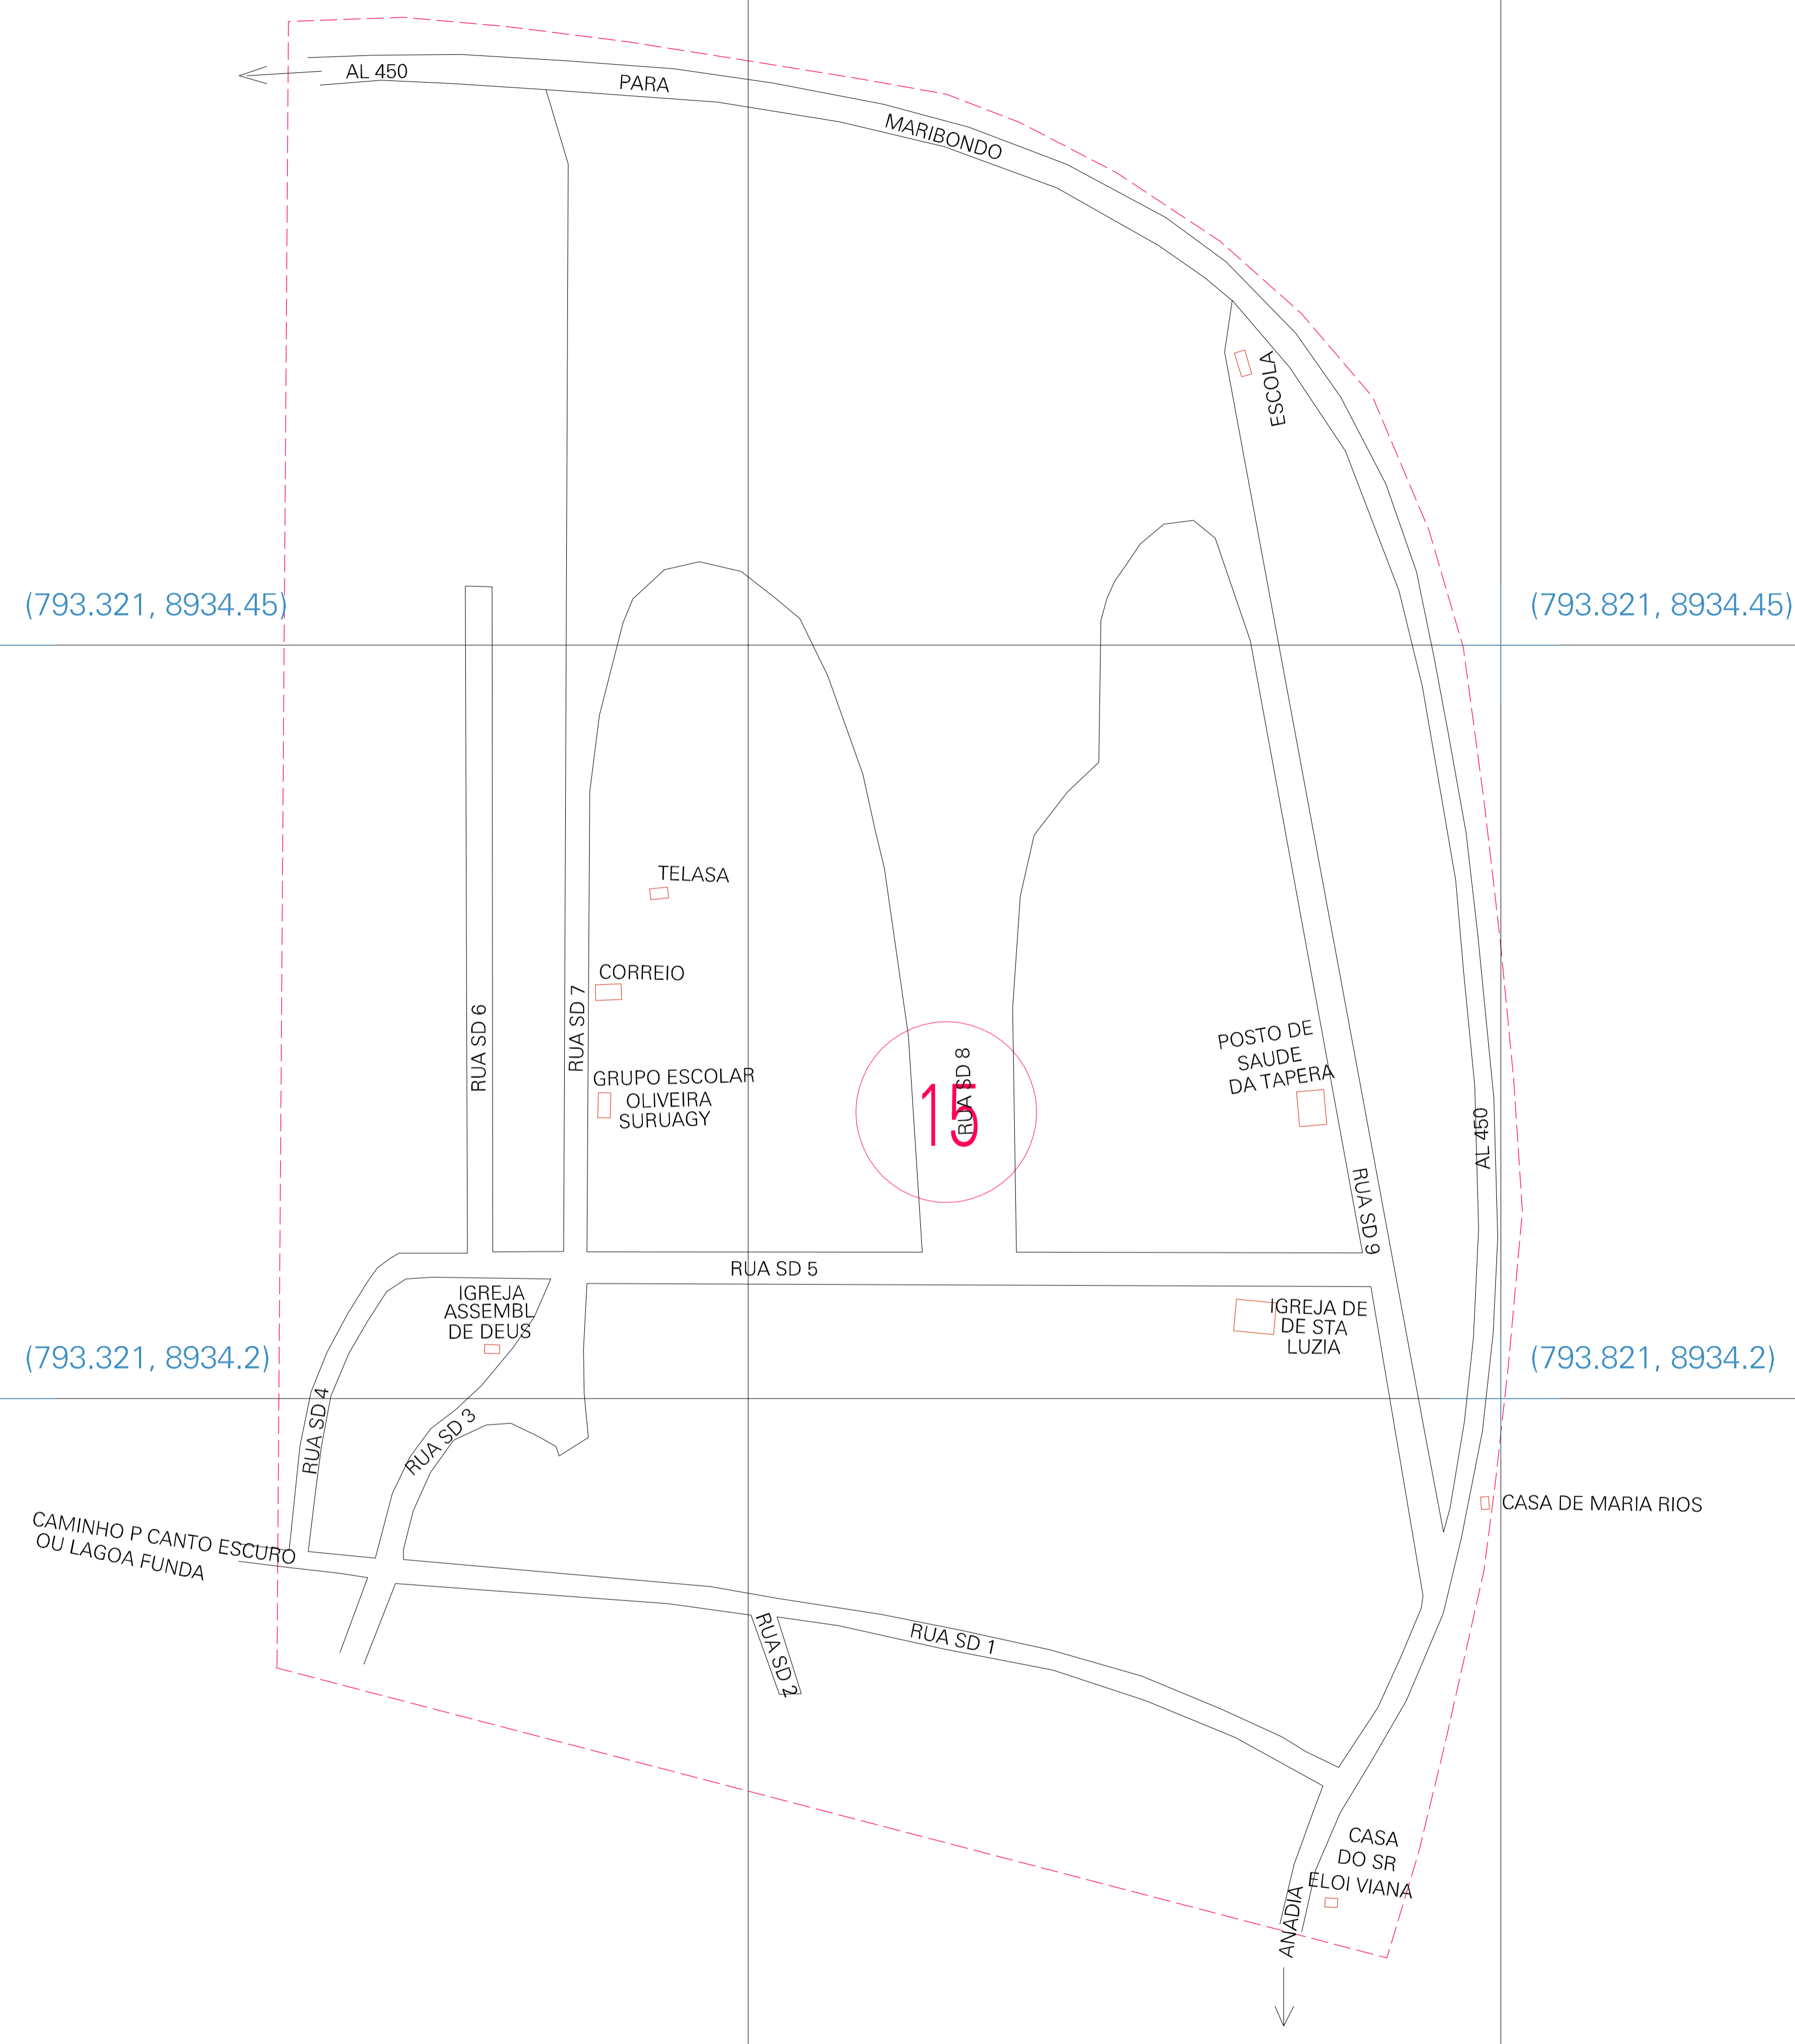 AL 450
PARA
MARIBONDO
ESCOLA
(793.321, 8934.45)
(793.821, 8934.45)
TELASA
CORREIO
RUA SD 6
RUA SD 7
GRUPO ESCOLAR
OLIVEIRA
SURUAGY
RUA SD 8
15
POSTO DE
SAUDE
DA TAPERA
AL 450
RUA SD 9
RUA SD 5
IGREJA
ASSEMBL
DE DEUS
IGREJA DE
DE STA
LUZIA
(793.321, 8934.2)
(793.821, 8934.2)
RUA SD 4
RUA SD 3
CASA DE MARIA RIOS
CAMINHO P CANTO ESCURO
OU LAGOA FUNDA
RUA SD 2
RUA SD 1
CASA
DO SR
ELOI VIANA
ANADIA